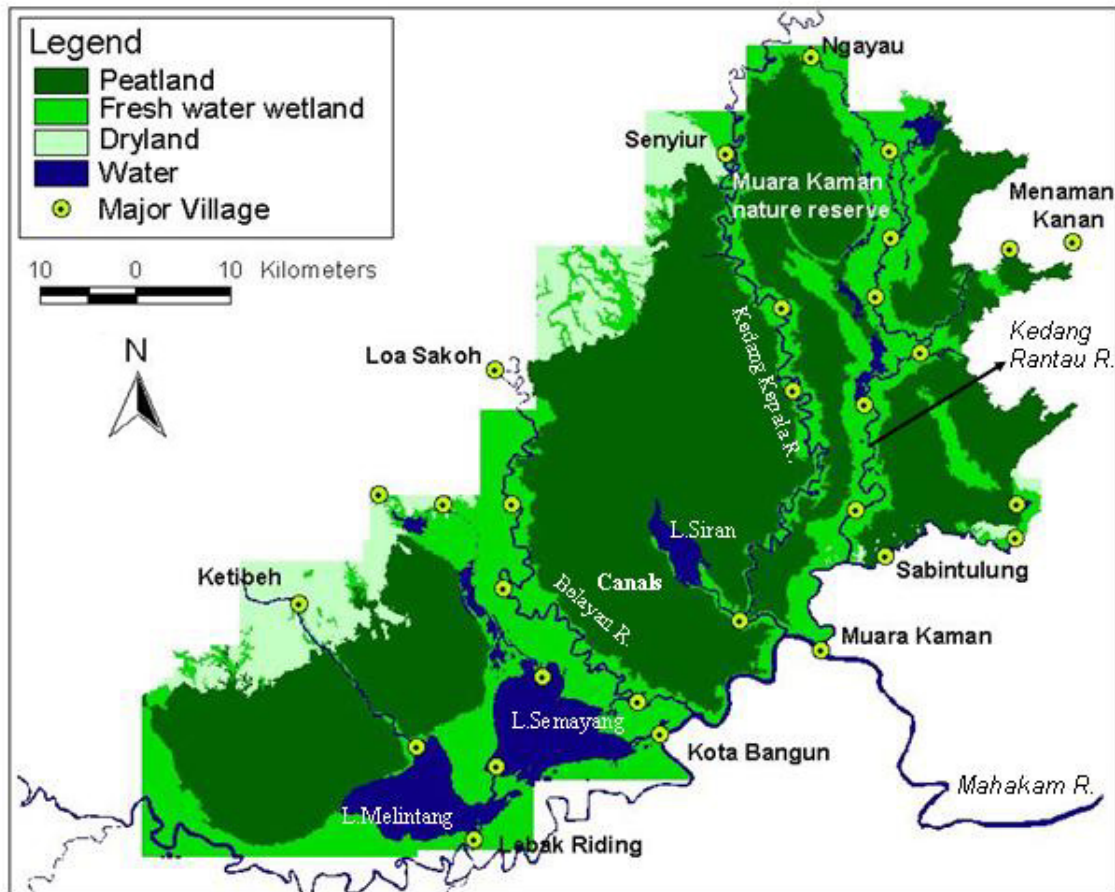 Legend
Peatland
Fresh water wetland
Dryland
Water
Major Village
10 0 10 Kilometers
N
Ngayau
Senyiur
Muara Kaman
nature reserve
Menaman
Kanan
Kedang
Rantau R.
Kedang Kepala R.
Loa Sakoh
L.Siran
Canals
Ketibeh
Belayan R.
Sabintulung
Muara Kaman
L.Semayang
Kota Bangun
Mahakam R.
L.Melintang
Lebak Riding